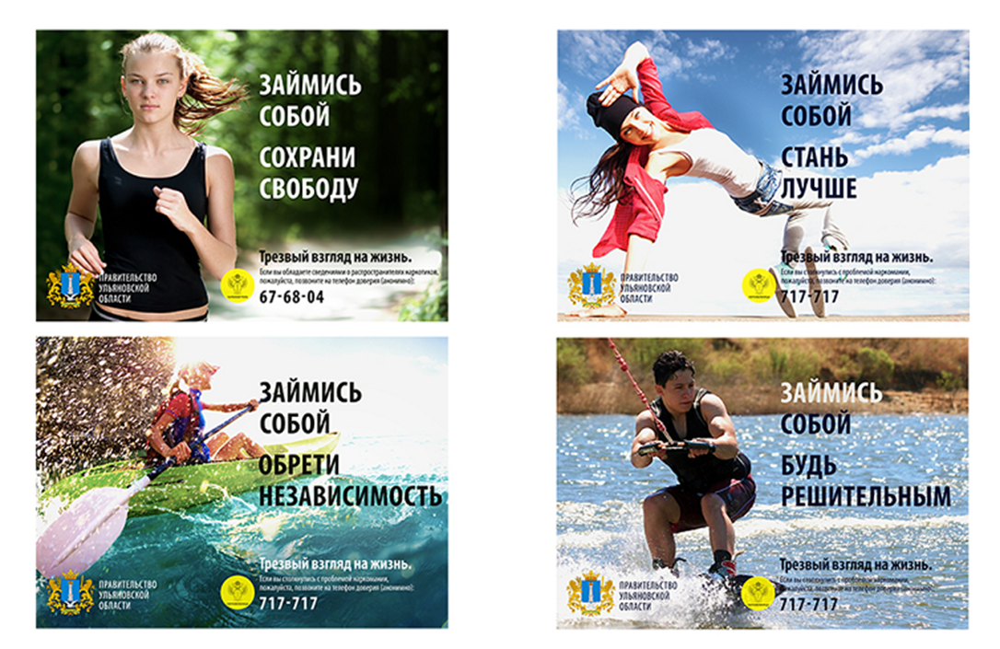 ЗАЙМИСЬ
СОБОЙ
СОХРАНИ
СВОБОДУ
Трезвый взгляд на жизнь.
Если вы обладаете сведениями о распространителях наркотиков,
пожалуйста, позвоните на телефон доверия (анонимно):
67-68-04
ПРАВИТЕЛЬСТВО
УЛЬЯНОВСКОЙ
ОБЛАСТИ
ЗАЙМИСЬ
СОБОЙ
СТАНЬ
ЛУЧШЕ
Трезвый взгляд на жизнь.
Если вы столкнулись с проблемой наркомании,
пожалуйста, позвоните на телефон доверия (анонимно):
717-717
ПРАВИТЕЛЬСТВО
УЛЬЯНОВСКОЙ
ОБЛАСТИ
ЗАЙМИСЬ
СОБОЙ
ОБРЕТИ
НЕЗАВИСИМОСТЬ
Трезвый взгляд на жизнь.
Если вы столкнулись с проблемой наркомании,
пожалуйста, позвоните на телефон доверия (анонимно):
717-717
ПРАВИТЕЛЬСТВО
УЛЬЯНОВСКОЙ
ОБЛАСТИ
ЗАЙМИСЬ
СОБОЙ
БУДЬ
РЕШИТЕЛЬНЫМ
Трезвый взгляд на жизнь.
Если вы столкнулись с проблемой наркомании,
пожалуйста, позвоните на телефон доверия (анонимно):
717-717
ПРАВИТЕЛЬСТВО
УЛЬЯНОВСКОЙ
ОБЛАСТИ